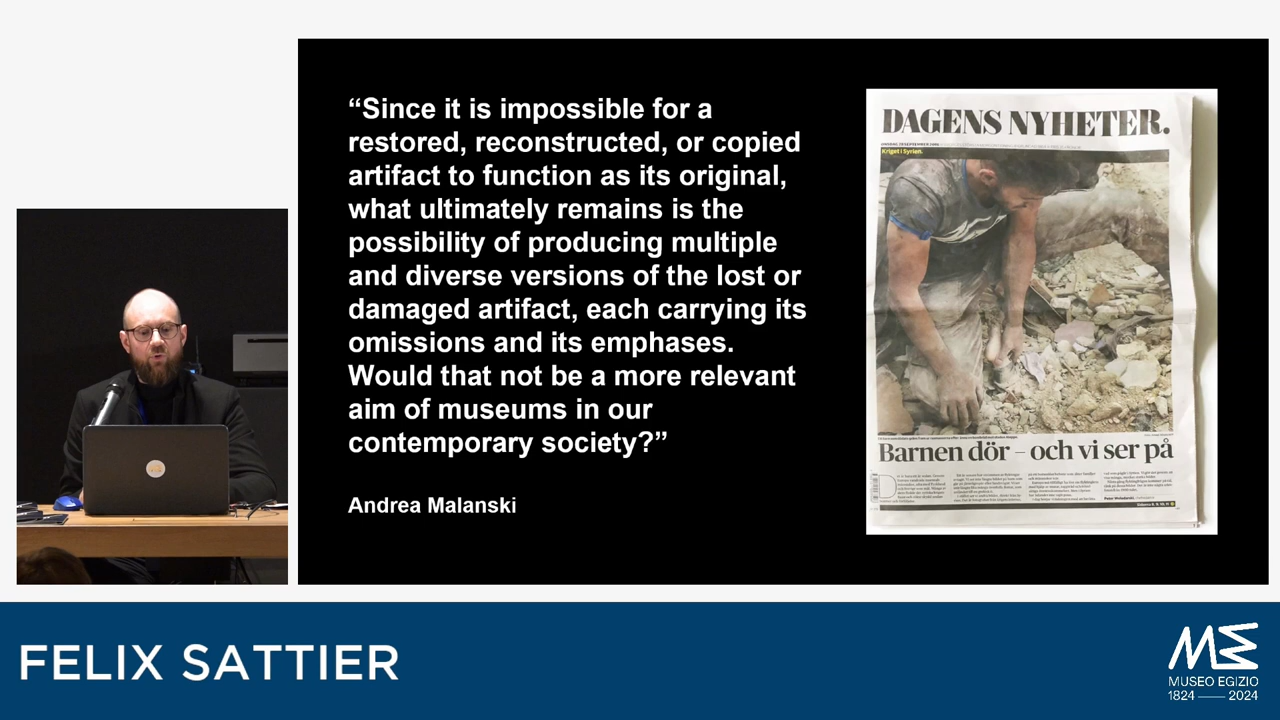 “Since it is impossible for a
restored, reconstructed, or copied
artifact to function as its original,
what ultimately remains is the
possibility of producing multiple
and diverse versions of the lost or
damaged artifact, each carrying its
omissions and its emphases.
Would that not be a more relevant
aim of museums in our
contemporary society?”
Andrea Maianski
DAGENS NYHETER.
Kriget i Syrien.
Barnen dör – och vi ser på
FELIX SATTIER
MUSEO EGIZIO
1824 — 2024